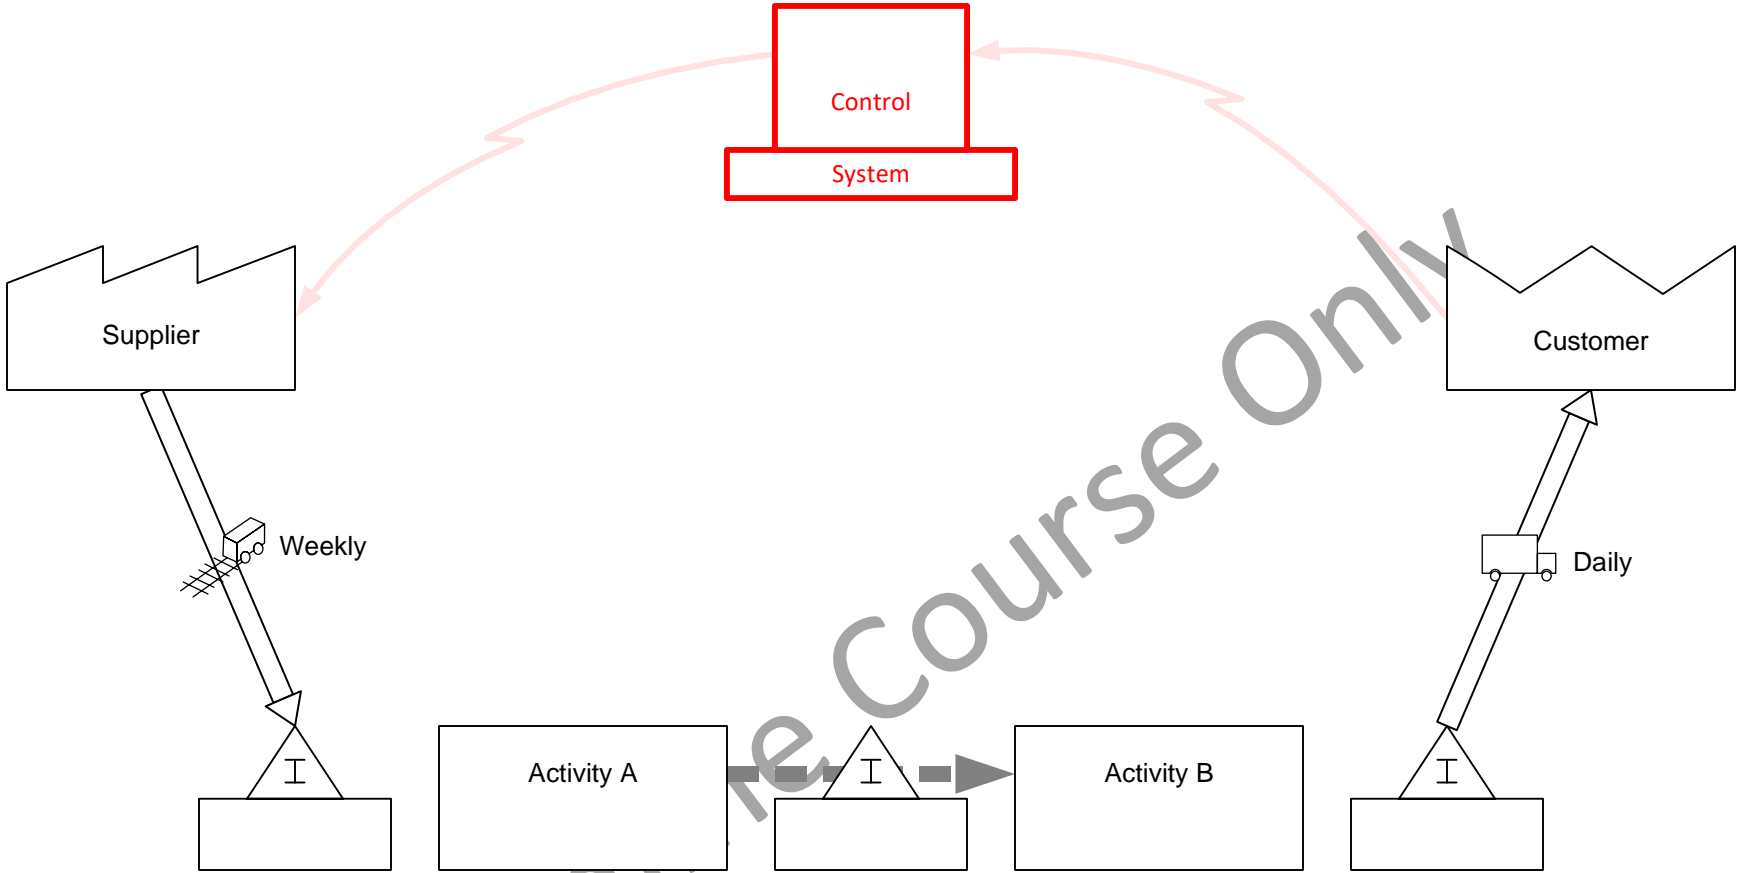 Control
System
Supplier
Customer
Weekly
Daily
Activity A
I
Activity B
I
I
e Course Only